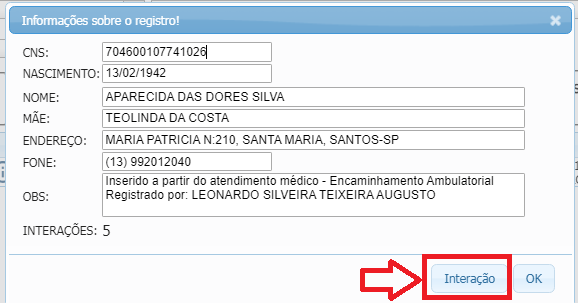 Informações sobre o registro!
CNS: 704600107741026
NASCIMENTO: 13/02/1942
NOME: APARECIDA DAS DORES SILVA
MÃE: TEOLINDA DA COSTA
ENDEREÇO: MARIA PATRICIA N:210, SANTA MARIA, SANTOS-SP
FONE: (13) 992012040
OBS: Inserido a partir do atendimento médico - Encaminhamento Ambulatorial
Registrado por: LEONARDO SILVEIRA TEIXEIRA AUGUSTO
INTERAÇÕES: 5
Interação OK